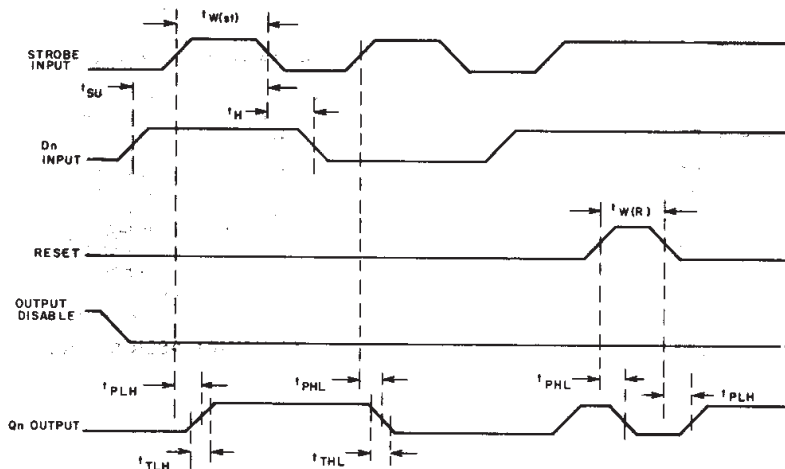 tW(st)
STROBE
INPUT
tSU
tH
Dn
INPUT
tW(R)
RESET
OUTPUT
DISABLE
tPLH
tPHL
tPHL
tPLH
Qn OUTPUT
tTLH
tTHL